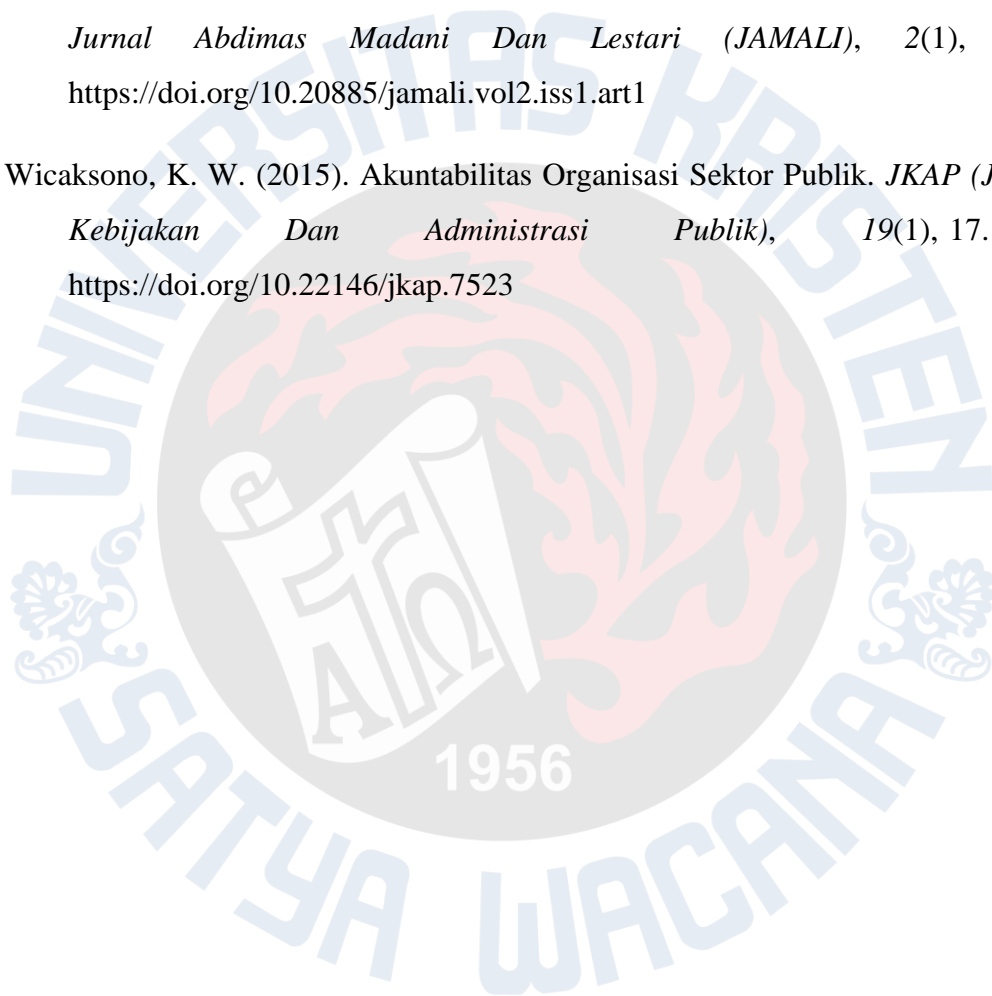 Jurnal Abdimas Madani Dan Lestari (JAMALI), 2(1),
https://doi.org/10.20885/jamali.vol2.iss1.art1
Wicaksono, K. W. (2015). Akuntabilitas Organisasi Sektor Publik. JKAP (J
Kebijakan Dan Administrasi Publik), 19(1), 17.
https://doi.org/10.22146/jkap.7523
UNIVERSITAS KRISTEN
SATYA WACANA
ΑΩ
1956